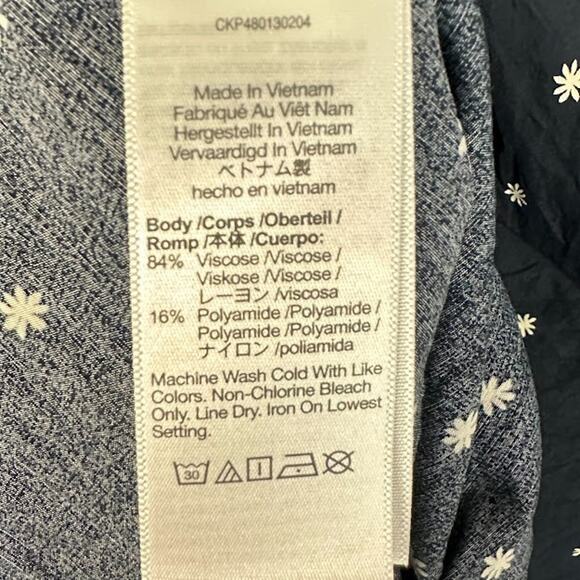 CKP480130204
Made In Vietnam
Fabriqué Au Viêt Nam
Hergestellt In Vietnam
Vervaardigd In Vietnam
ベトナム製
hecho en vietnam
Body /Corps /Oberteil /
Romp /本体 /Cuerpo:
84% Viscose /Viscose /
Viskose /Viscose /
レーヨン /viscosa
16% Polyamide /Polyamide /
Polyamide /Polyamide /
ナイロン /poliamida
Machine Wash Cold With Like
Colors. Non-Chlorine Bleach
Only. Line Dry. Iron On Lowest
Setting.
30